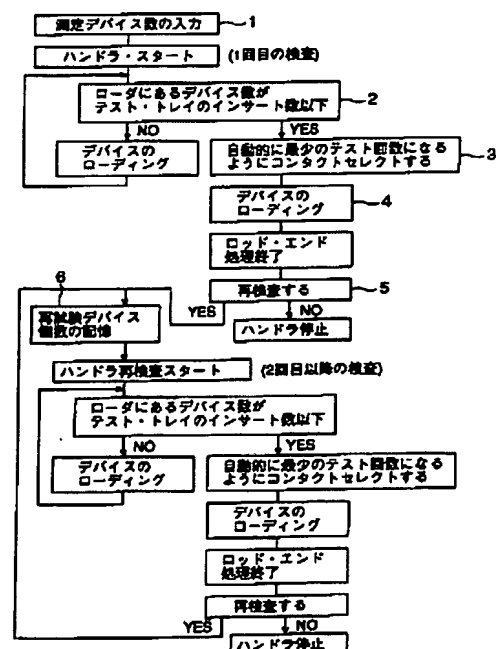 測定デバイス数の入力
1
ハンドラ・スタート
(1回目の検査)
ローダにあるデバイス数が
テスト・トレイのインサート数以下
2
NO
YES
デバイスの
ローディング
自動的に最少のテスト回数になる
ようにコンタクトセレクトする
3
デバイスの
ローディング
4
ロッド・エンド
処理終了
再検査する
5
YES
NO
ハンドラ停止
6
再試験デバイス
個数の記憶
ハンドラ再検査スタート
(2回目以降の検査)
ローダにあるデバイス数が
テスト・トレイのインサート数以下
NO
YES
デバイスの
ローディング
自動的に最少のテスト回数になる
ようにコンタクトセレクトする
デバイスの
ローディング
ロッド・エンド
処理終了
再検査する
YES
NO
ハンドラ停止